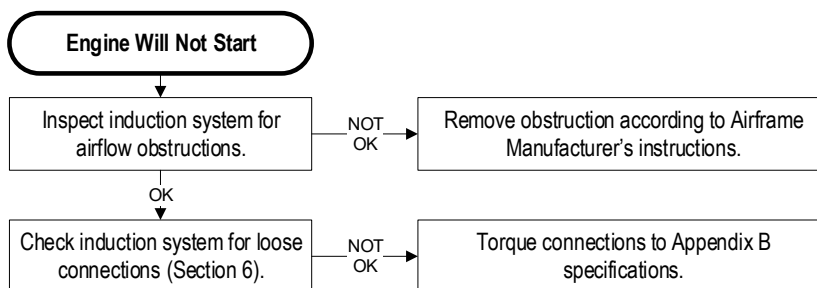 Engine Will Not Start
Inspect induction system for
airflow obstructions.
NOT
OK
Remove obstruction according to Airframe
Manufacturer's instructions.
OK
Check induction system for loose
connections (Section 6).
NOT
OK
Torque connections to Appendix B
specifications.